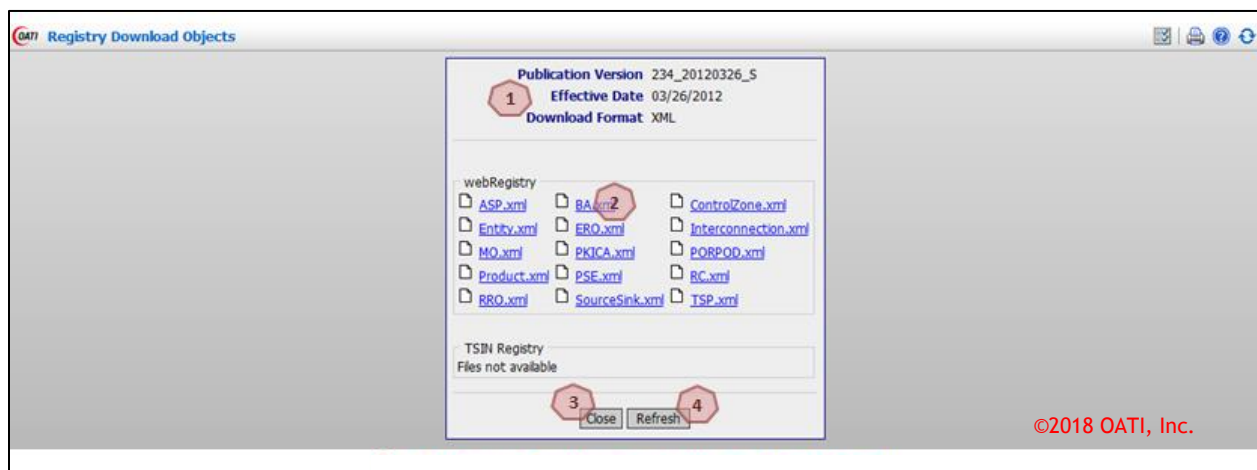 OATI Registry Download Objects
Publication Version 234_20120326_S
1 Effective Date 03/26/2012
Download Format XML
webRegistry
ASP.xml BA.xml 2 ControlZone.xml
Entity.xml ERO.xml Interconnection.xml
MO.xml PKICA.xml PORPOD.xml
Product.xml PSE.xml RC.xml
RRO.xml SourceSink.xml TSP.xml
TSIN Registry
Files not available
3 Close Refresh 4
©2018 OATI, Inc.